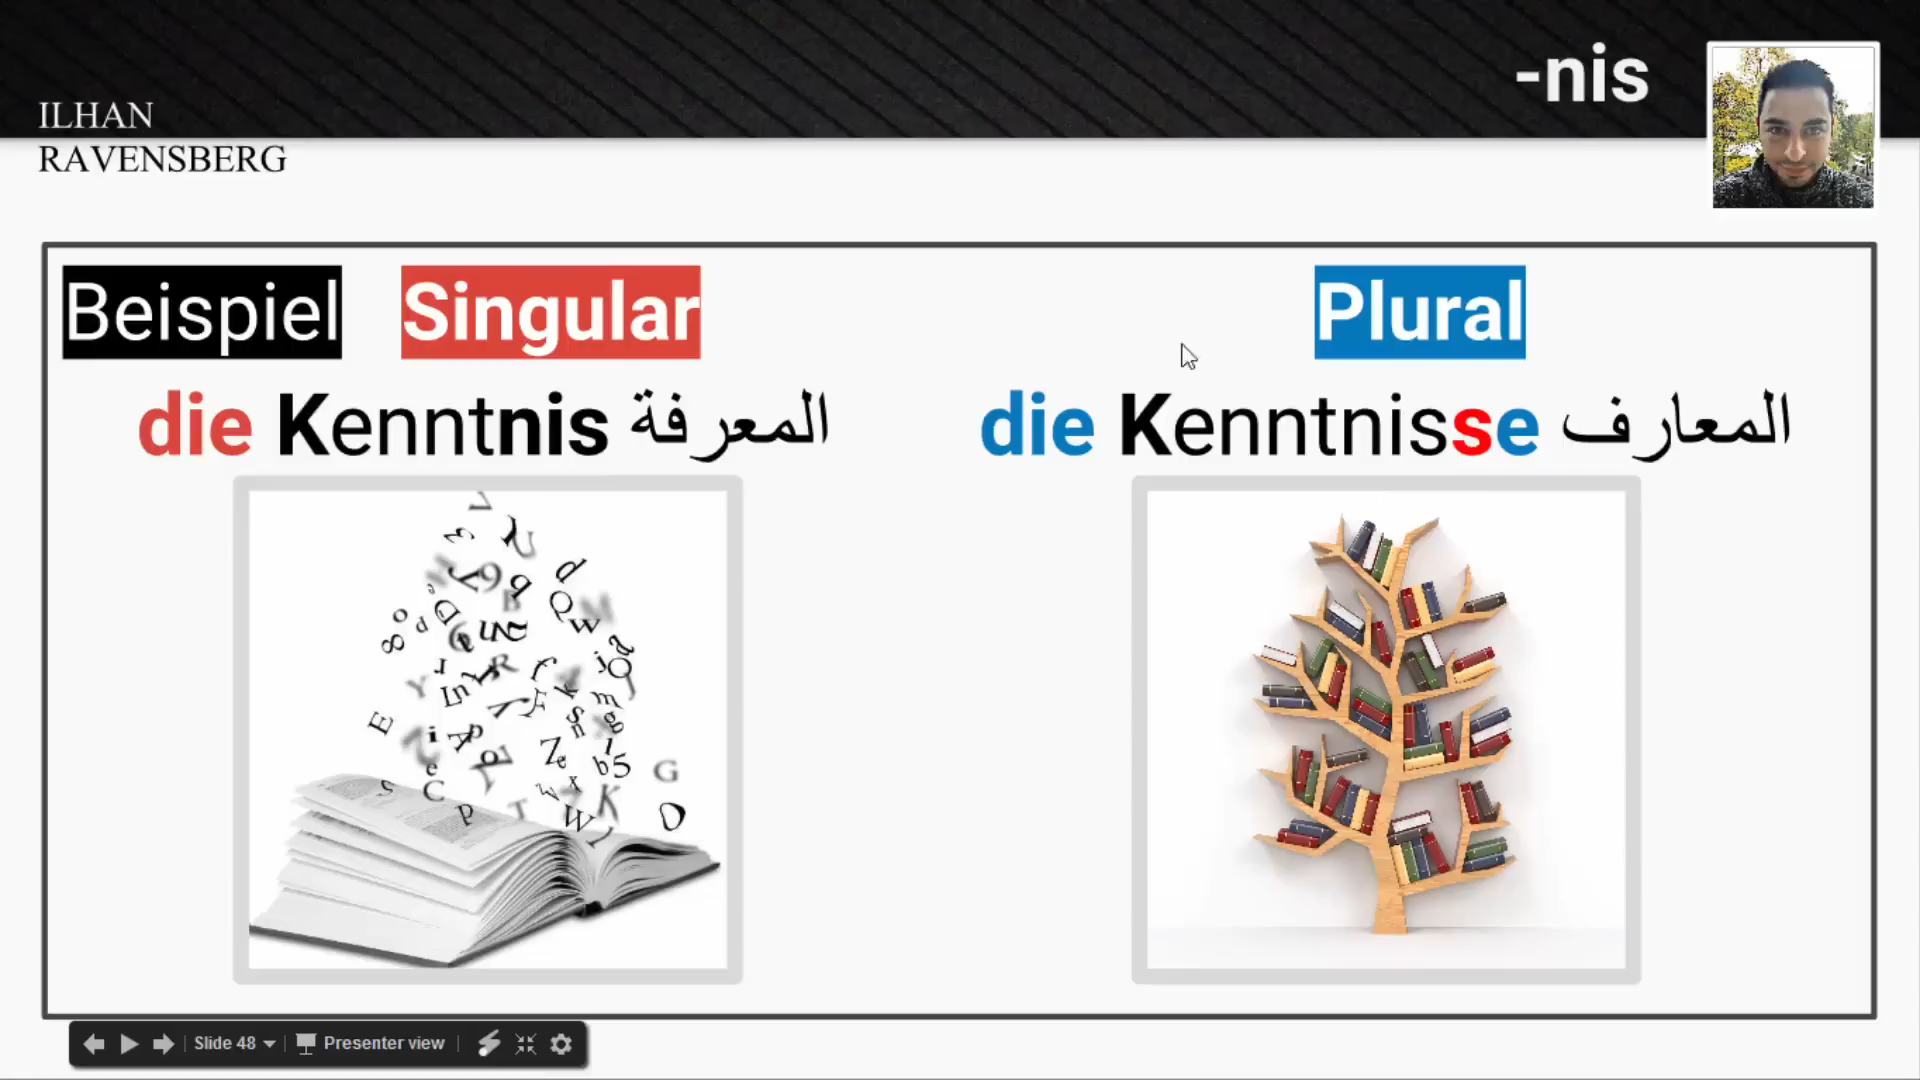 -nis
ILHAN
RAVENSBERG
Beispiel Singular Plural
die Kenntnis المعرفة
die Kenntnisse المعارف
Slide 48
Presenter view